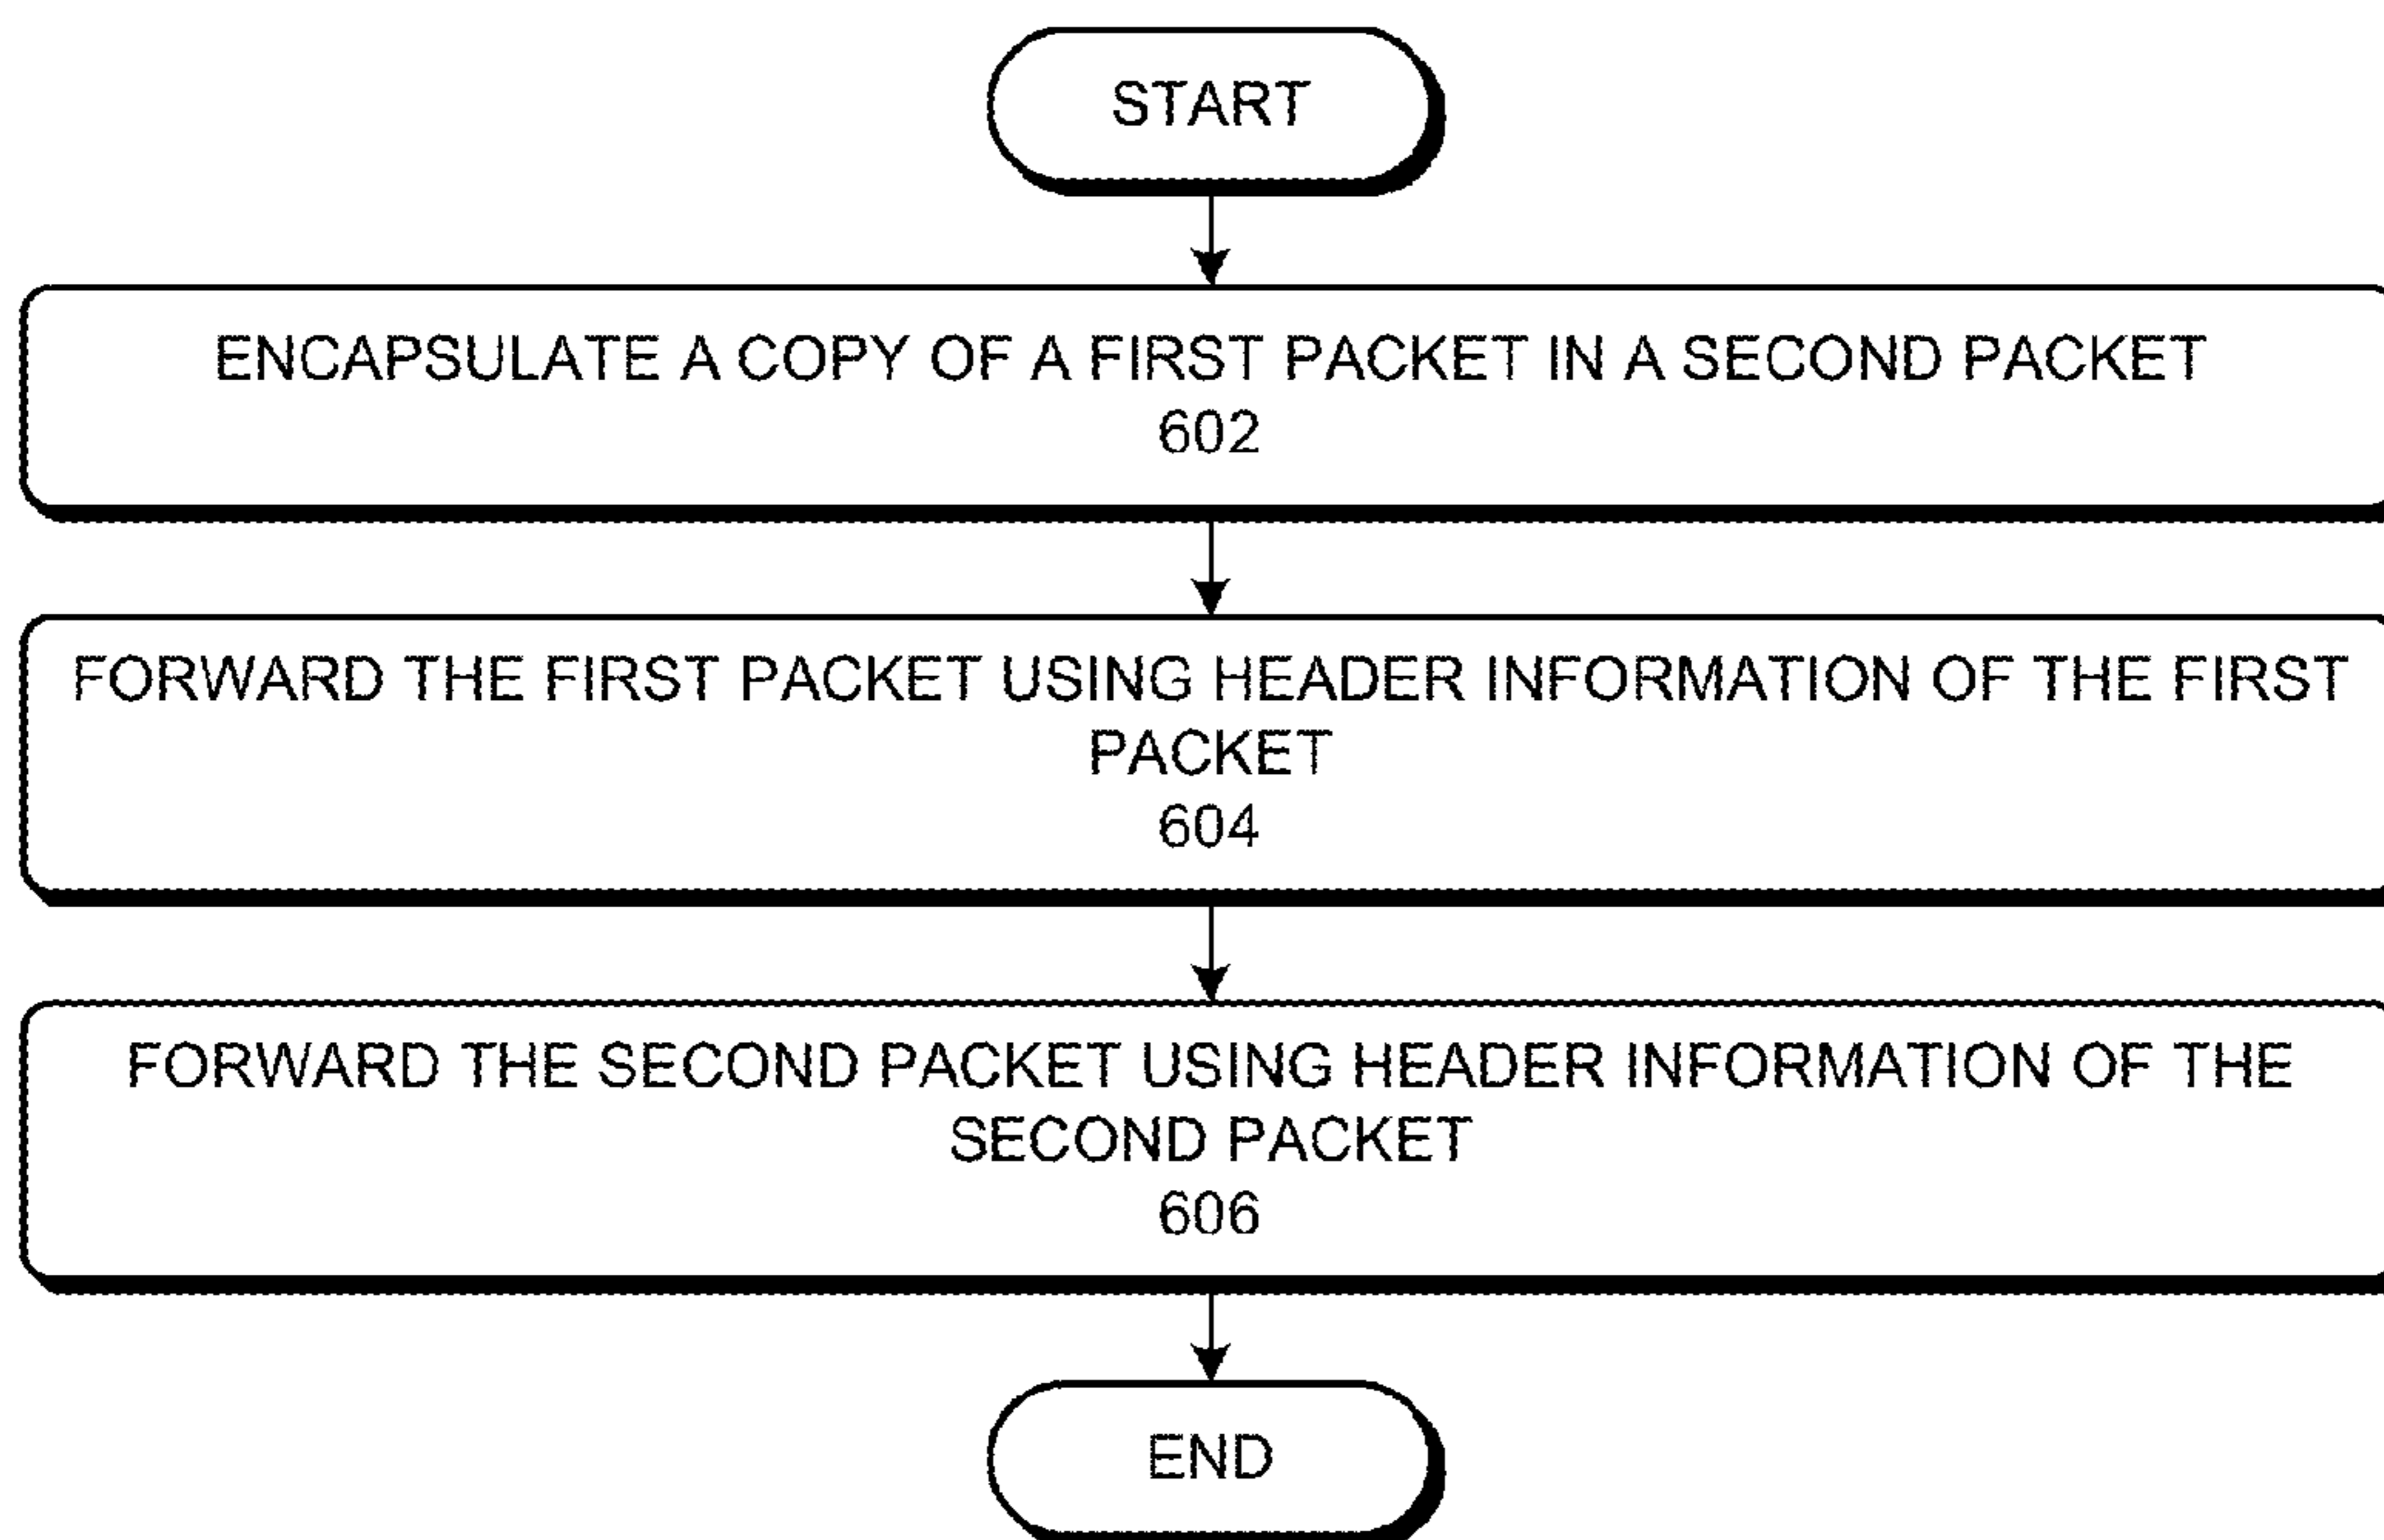 START
ENCAPSULATE A COPY OF A FIRST PACKET IN A SECOND PACKET
602
FORWARD THE FIRST PACKET USING HEADER INFORMATION OF THE FIRST
PACKET
604
FORWARD THE SECOND PACKET USING HEADER INFORMATION OF THE
SECOND PACKET
606
END